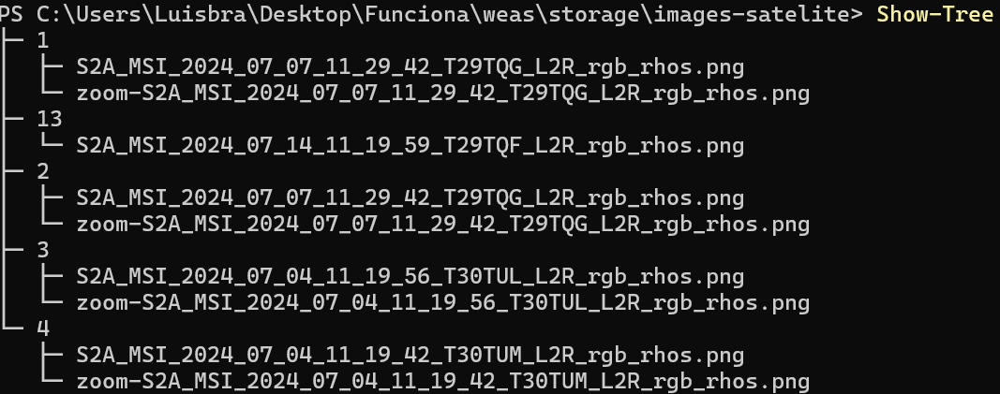 PS C:\Users\Luisbra\Desktop\Funciona\weas\storage\images-satelite> Show-Tree
├─ 1
│  ├─ S2A_MSI_2024_07_07_11_29_42_T29TQG_L2R_rgb_rhos.png
│  └─ zoom-S2A_MSI_2024_07_07_11_29_42_T29TQG_L2R_rgb_rhos.png
├─ 13
│  └─ S2A_MSI_2024_07_14_11_19_59_T29TQF_L2R_rgb_rhos.png
├─ 2
│  ├─ S2A_MSI_2024_07_07_11_29_42_T29TQG_L2R_rgb_rhos.png
│  └─ zoom-S2A_MSI_2024_07_07_11_29_42_T29TQG_L2R_rgb_rhos.png
├─ 3
│  ├─ S2A_MSI_2024_07_04_11_19_56_T30TUL_L2R_rgb_rhos.png
│  └─ zoom-S2A_MSI_2024_07_04_11_19_56_T30TUL_L2R_rgb_rhos.png
└─ 4
   ├─ S2A_MSI_2024_07_04_11_19_42_T30TUM_L2R_rgb_rhos.png
   └─ zoom-S2A_MSI_2024_07_04_11_19_42_T30TUM_L2R_rgb_rhos.png